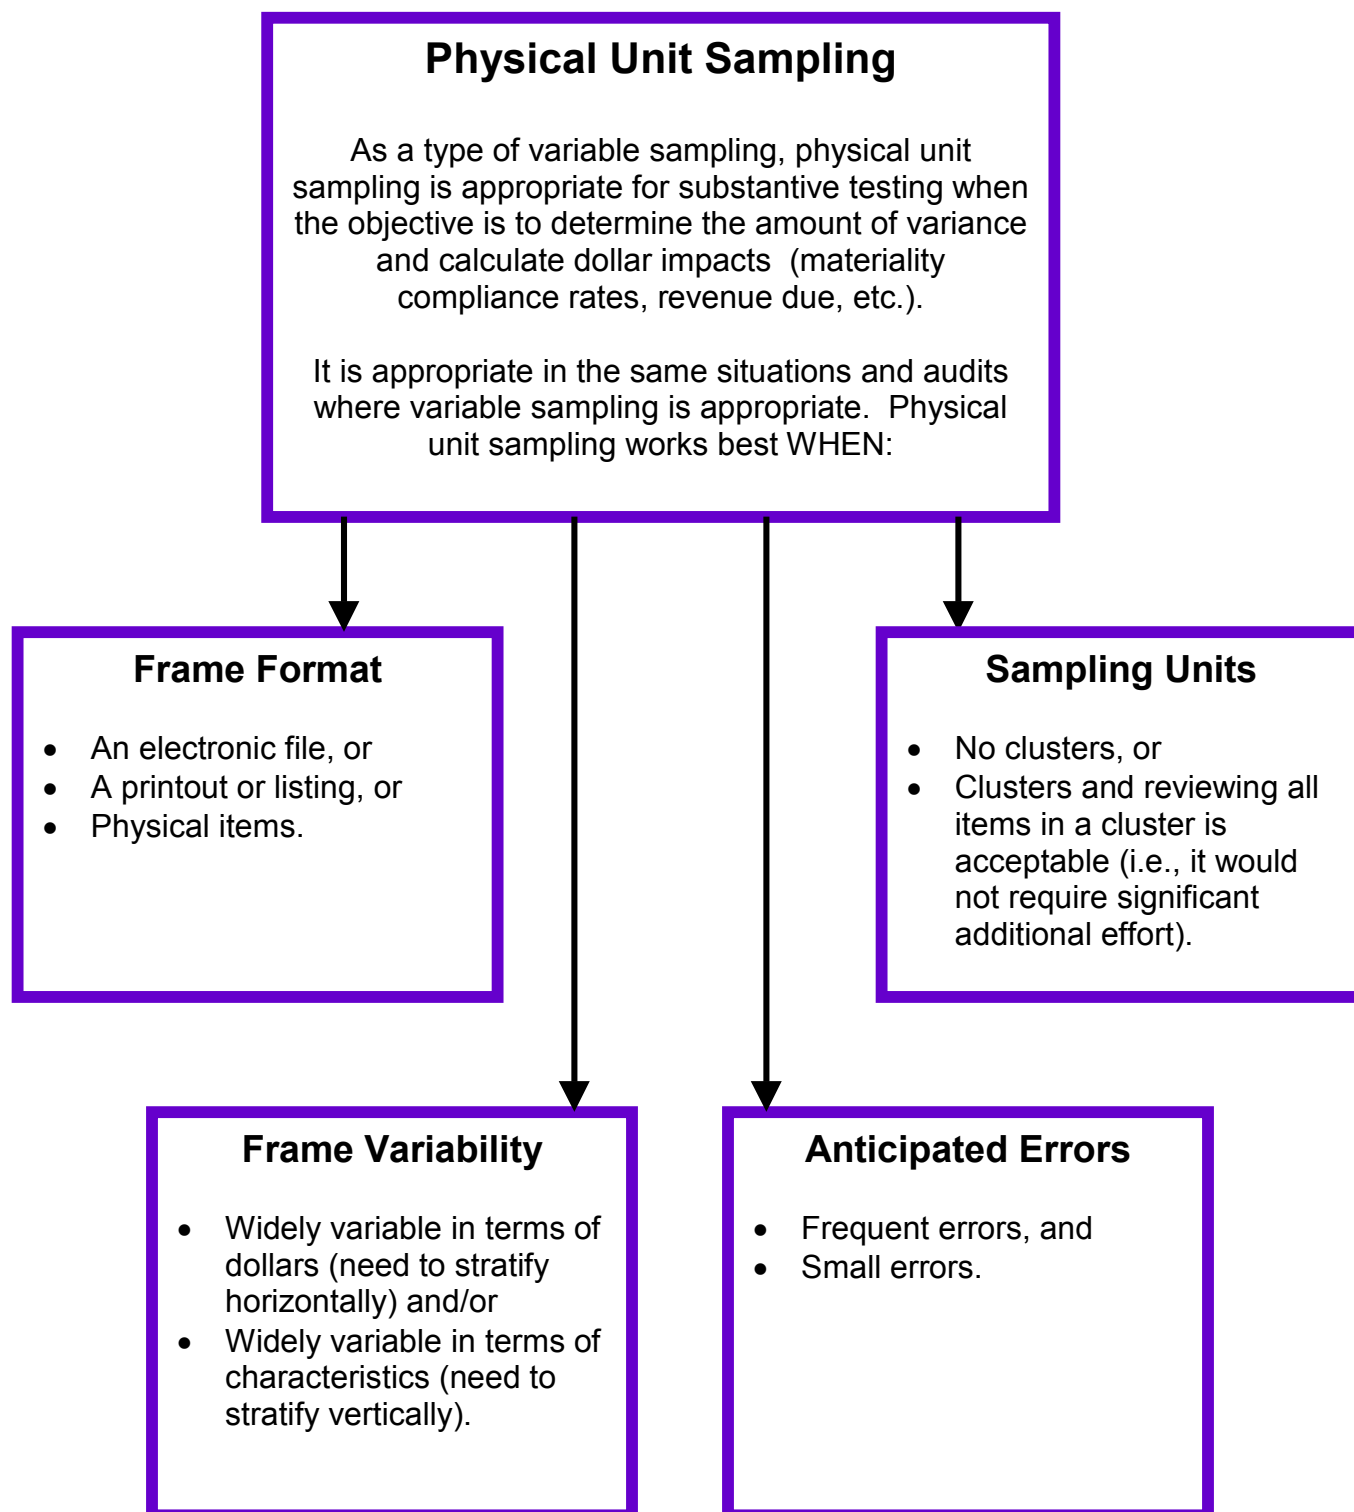 Physical Unit Sampling
As a type of variable sampling, physical unit
sampling is appropriate for substantive testing when
the objective is to determine the amount of variance
and calculate dollar impacts  (materiality
compliance rates, revenue due, etc.).
It is appropriate in the same situations and audits
where variable sampling is appropriate.  Physical
unit sampling works best WHEN:
Frame Format
• An electronic file, or
• A printout or listing, or
• Physical items.
Sampling Units
• No clusters, or
• Clusters and reviewing all
items in a cluster is
acceptable (i.e., it would
not require significant
additional effort).
Frame Variability
• Widely variable in terms of
dollars (need to stratify
horizontally) and/or
• Widely variable in terms of
characteristics (need to
stratify vertically).
Anticipated Errors
• Frequent errors, and
• Small errors.